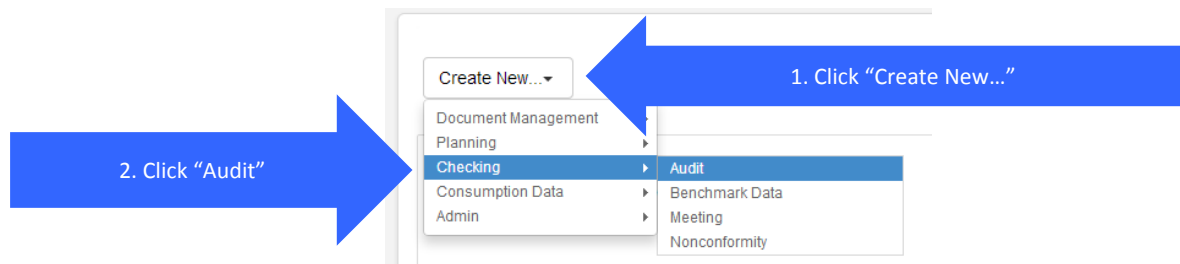 Create New...
1. Click “Create New…”
Document Management
Planning
2. Click “Audit”
Checking
Audit
Consumption Data
Benchmark Data
Admin
Meeting
Nonconformity